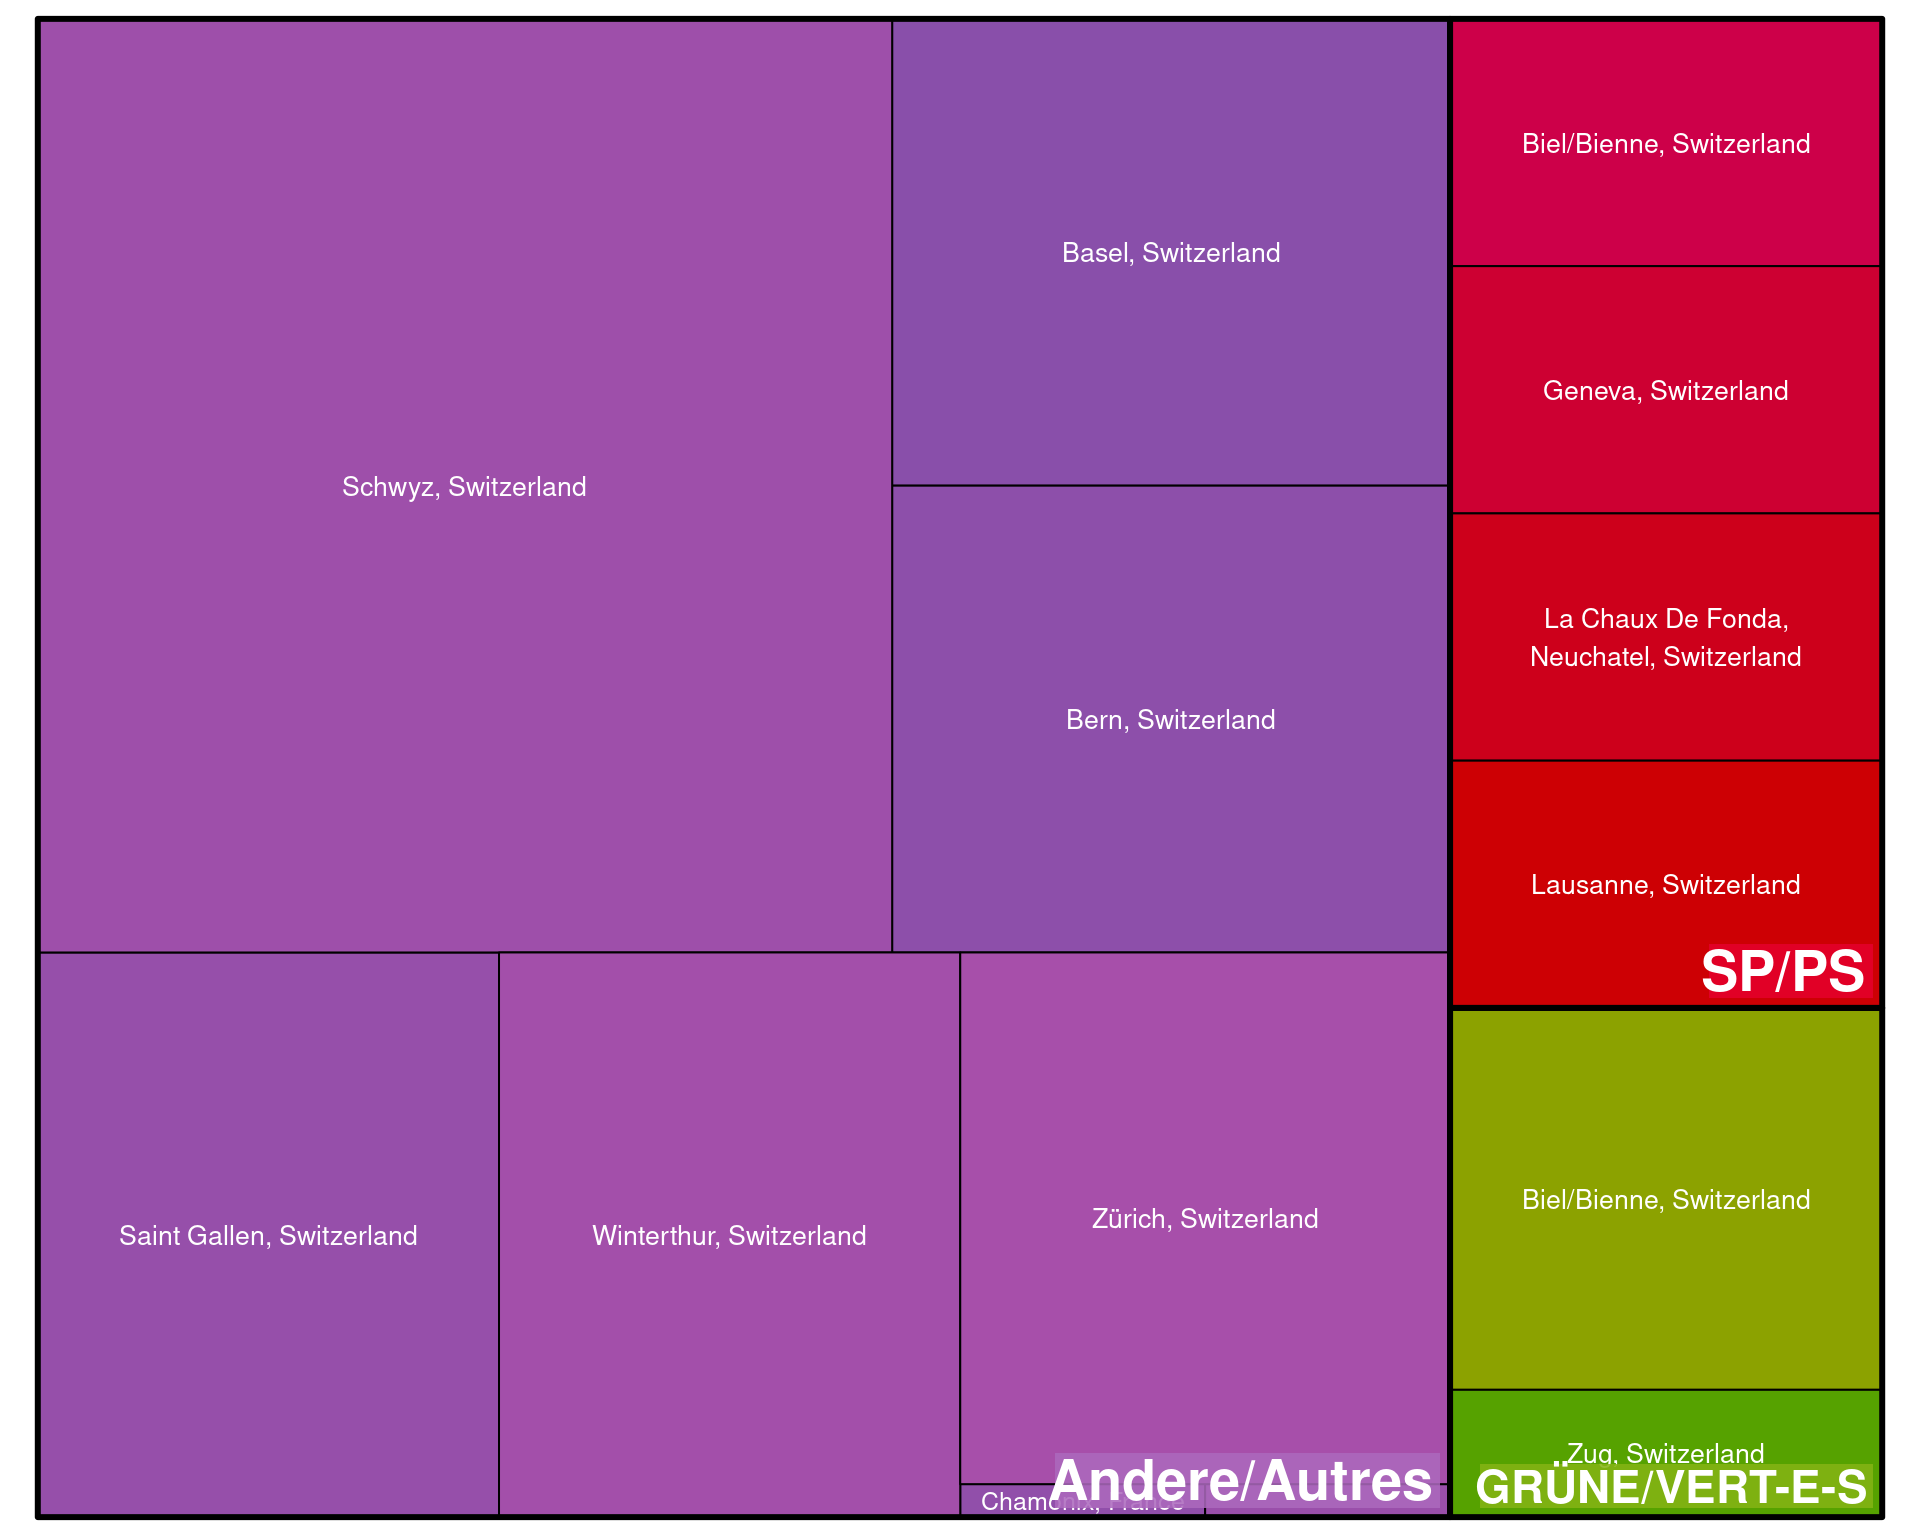 Schwyz, Switzerland
Basel, Switzerland
Bern, Switzerland
Saint Gallen, Switzerland
Winterthur, Switzerland
Zürich, Switzerland
Chamonix, France
Andere/Autres
Biel/Bienne, Switzerland
Geneva, Switzerland
La Chaux De Fonda,
Neuchatel, Switzerland
Lausanne, Switzerland
SP/PS
Biel/Bienne, Switzerland
Zug, Switzerland
GRÜNE/VERT-E-S